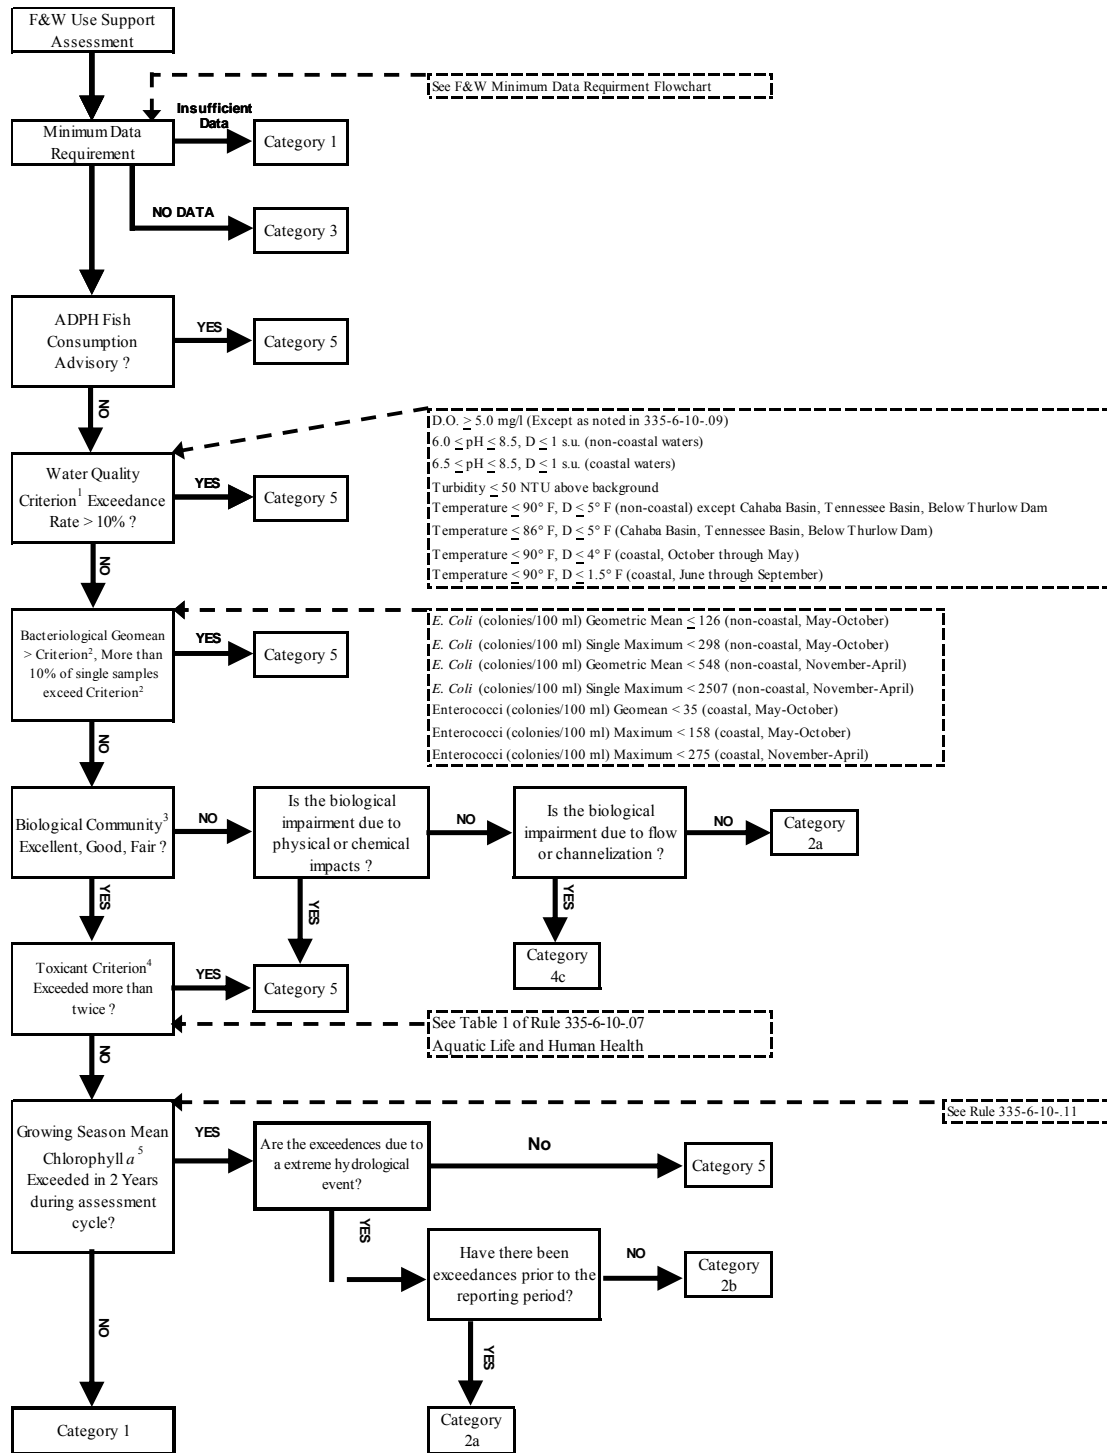 F&W Use Support
Assessment
See F&W Minimum Data Requirment Flowchart
Insufficient
Data
Minimum Data
Requirement
Category 1
NO DATA
Category 3
ADPH Fish
Consumption
Advisory ?
YES
Category 5
NO
D.O. ≥ 5.0 mg/l (Except as noted in 335-6-10-.09)
6.0 ≤ pH ≤ 8.5, D ≤ 1 s.u. (non-coastal waters)
6.5 ≤ pH ≤ 8.5, D ≤ 1 s.u. (coastal waters)
Turbidity ≤ 50 NTU above background
Temperature ≤ 90° F, D ≤ 5° F (non-coastal) except Cahaba Basin, Tennessee Basin, Below Thurlow Dam
Temperature ≤ 86° F, D ≤ 5° F (Cahaba Basin, Tennessee Basin, Below Thurlow Dam)
Temperature ≤ 90° F, D ≤ 4° F (coastal, October through May)
Temperature ≤ 90° F, D ≤ 1.5° F (coastal, June through September)
Water Quality
Criterion1 Exceedance
Rate > 10% ?
YES
Category 5
NO
E. Coli (colonies/100 ml) Geometric Mean ≤ 126 (non-coastal, May-October)
E. Coli (colonies/100 ml) Single Maximum < 298 (non-coastal, May-October)
E. Coli (colonies/100 ml) Geometric Mean < 548 (non-coastal, November-April)
E. Coli (colonies/100 ml) Single Maximum < 2507 (non-coastal, November-April)
Enterococci (colonies/100 ml) Geomean < 35 (coastal, May-October)
Enterococci (colonies/100 ml) Maximum < 158 (coastal, May-October)
Enterococci (colonies/100 ml) Maximum < 275 (coastal, November-April)
Bacteriological Geomean
> Criterion2, More than
10% of single samples
exceed Criterion2
YES
Category 5
NO
Biological Community3
Excellent, Good, Fair ?
NO
Is the biological
impairment due to
physical or chemical
impacts ?
NO
Is the biological
impairment due to flow
or channelization ?
NO
Category
2a
YES
YES
YES
Category
4c
Toxicant Criterion4
Exceeded more than
twice ?
YES
Category 5
See Table 1 of Rule 335-6-10-.07
Aquatic Life and Human Health
NO
See Rule 335-6-10-.11
Growing Season Mean
Chlorophyll a5
Exceeded in 2 Years
during assessment
cycle?
YES
Are the exceedences due to
a extreme hydrological
event?
No
Category 5
YES
Have there been
exceedances prior to the
reporting period?
NO
Category
2b
NO
YES
Category 1
Category
2a